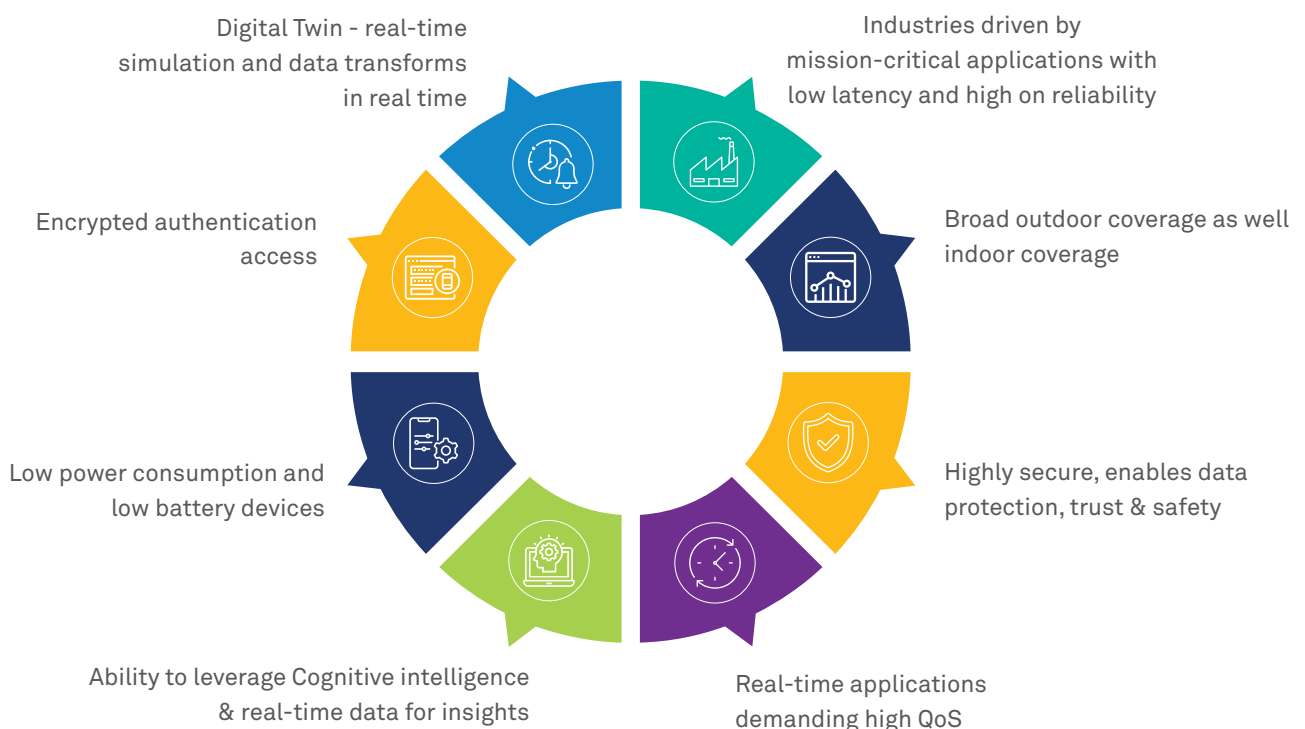 Digital Twin - real-time
simulation and data transforms
in real time
Industries driven by
mission-critical applications with
low latency and high on reliability
Encrypted authentication
access
Broad outdoor coverage as well
indoor coverage
Low power consumption and
low battery devices
Highly secure, enables data
protection, trust & safety
Ability to leverage Cognitive intelligence
& real-time data for insights
Real-time applications
demanding high QoS